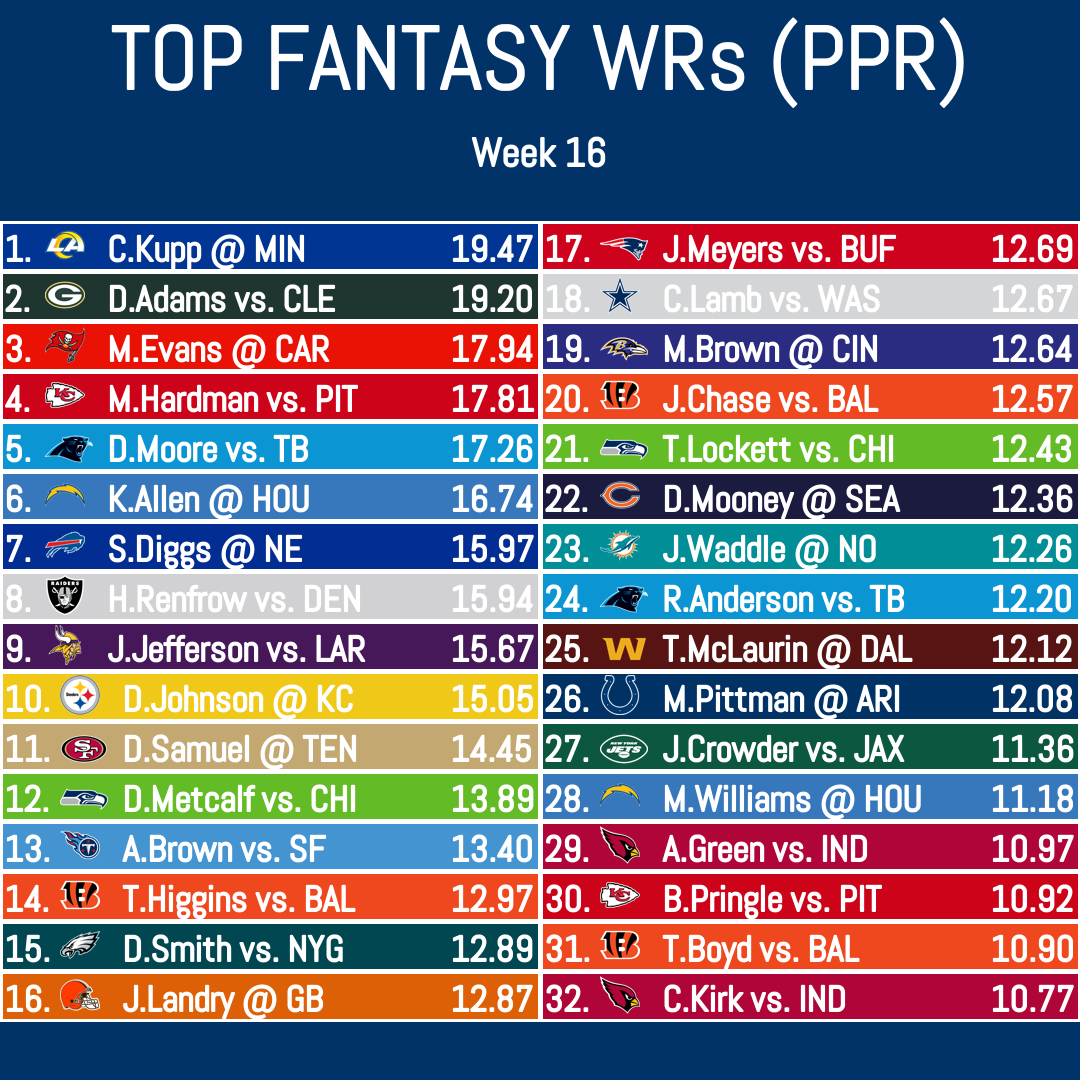 TOP FANTASY WRs (PPR)
Week 16
1. C.Kupp @ MIN 19.47
2. D.Adams vs. CLE 19.20
3. M.Evans @ CAR 17.94
4. M.Hardman vs. PIT 17.81
5. D.Moore vs. TB 17.26
6. K.Allen @ HOU 16.74
7. S.Diggs @ NE 15.97
8. RAIDERS H.Renfrow vs. DEN 15.94
9. J.Jefferson vs. LAR 15.67
10. Steelers D.Johnson @ KC 15.05
11. SF D.Samuel @ TEN 14.45
12. D.Metcalf vs. CHI 13.89
13. T A.Brown vs. SF 13.40
14. B T.Higgins vs. BAL 12.97
15. D.Smith vs. NYG 12.89
16. J.Landry @ GB 12.87
17. J.Meyers vs. BUF 12.69
18. C.Lamb vs. WAS 12.67
19. M.Brown @ CIN 12.64
20. B J.Chase vs. BAL 12.57
21. T.Lockett vs. CHI 12.43
22. C D.Mooney @ SEA 12.36
23. J.Waddle @ NO 12.26
24. R.Anderson vs. TB 12.20
25. W T.McLaurin @ DAL 12.12
26. M.Pittman @ ARI 12.08
27. NEW YORK JETS J.Crowder vs. JAX 11.36
28. M.Williams @ HOU 11.18
29. A.Green vs. IND 10.97
30. KC B.Pringle vs. PIT 10.92
31. B T.Boyd vs. BAL 10.90
32. C.Kirk vs. IND 10.77